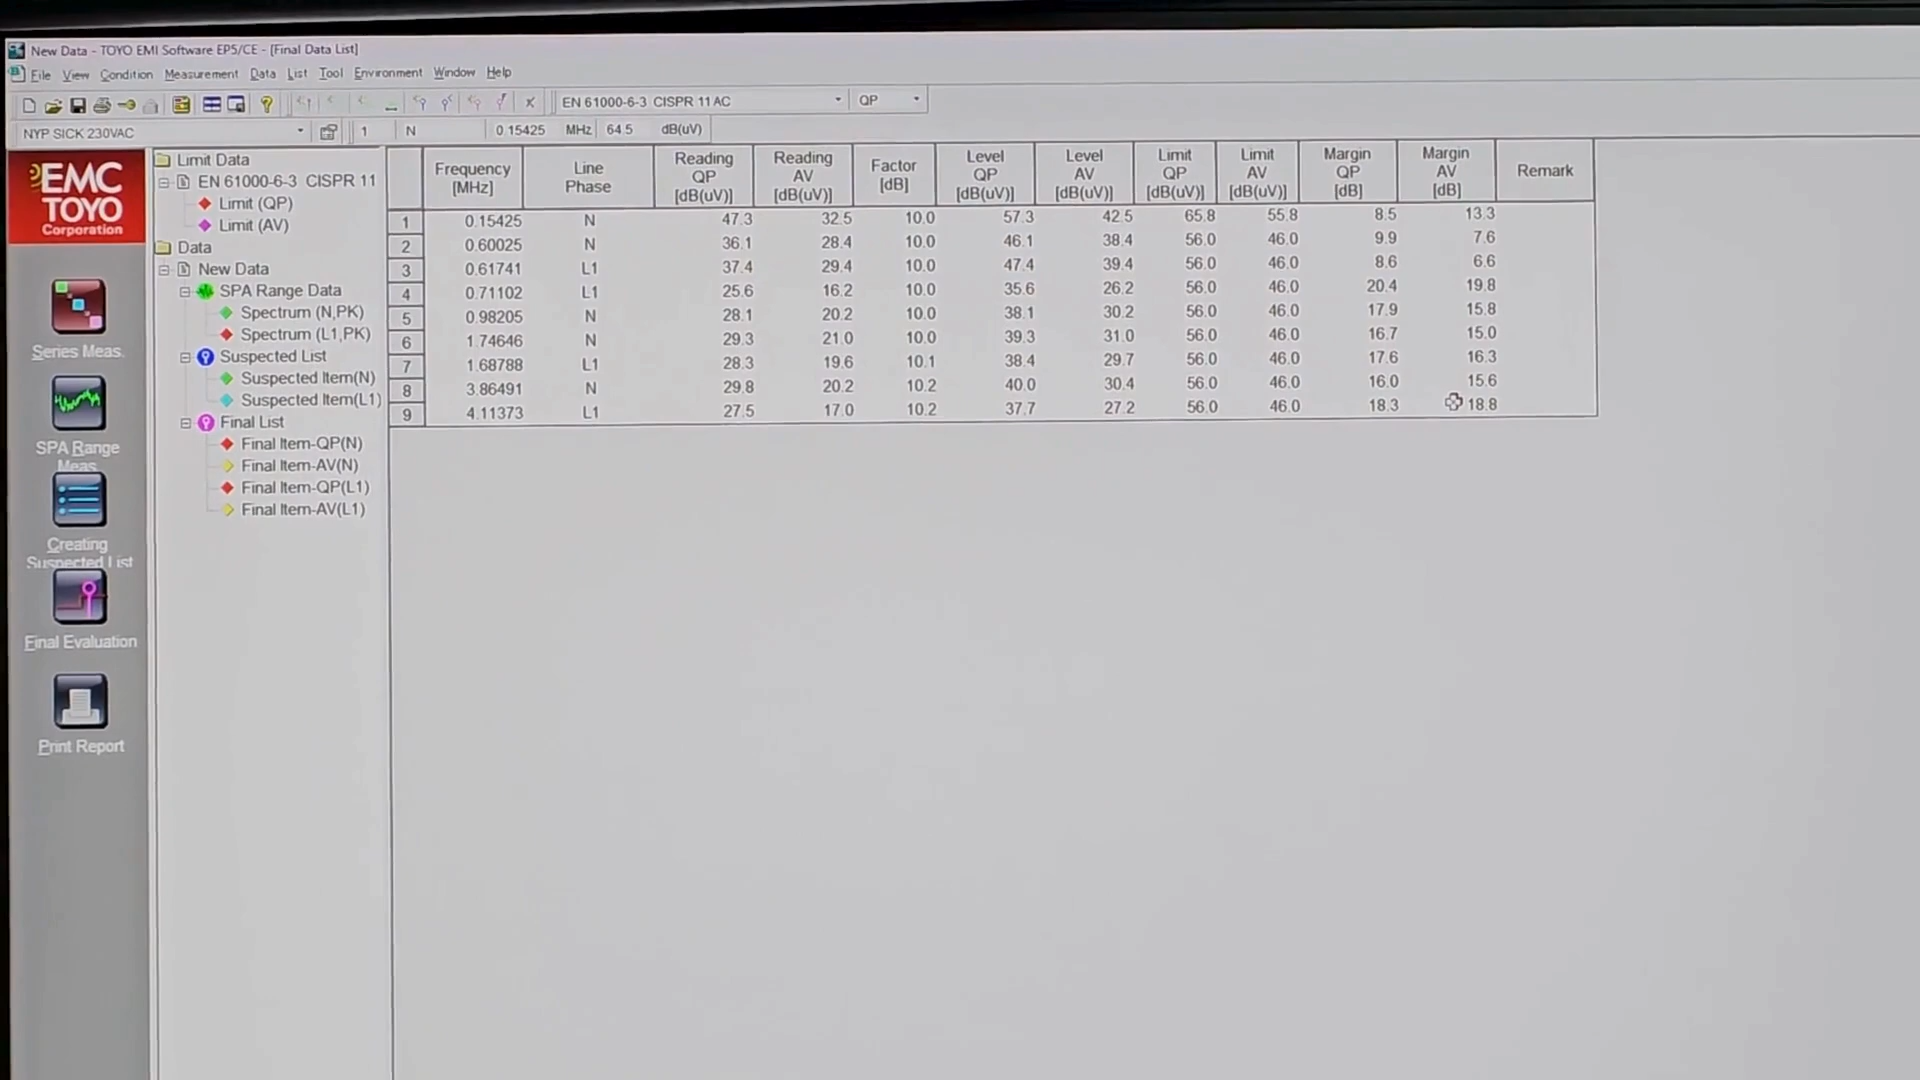 New Data - TOYO EMI Software EP5/CE - [Final Data List]
File View Condition Measurement Data List Tool Environment Window Help
EN 61000-6-3 CISPR 11 AC QP
NYP SICK 230VAC 1 N 0.15425 MHz 64.5 dB(uV)
EMC
TOYO
Corporation
Series Meas.
SPA Range
Meas.
Creating
Suspected List
Final Evaluation
Print Report
Limit Data
EN 61000-6-3 CISPR 11
Limit (QP)
Limit (AV)
Data
New Data
SPA Range Data
Spectrum (N,PK)
Spectrum (L1,PK)
Suspected List
Suspected Item(N)
Suspected Item(L1)
Final List
Final Item-QP(N)
Final Item-AV(N)
Final Item-QP(L1)
Final Item-AV(L1)
Frequency [MHz] Line Phase Reading QP [dB(uV)] Reading AV [dB(uV)] Factor [dB] Level QP [dB(uV)] Level AV [dB(uV)] Limit QP [dB(uV)] Limit AV [dB(uV)] Margin QP [dB] Margin AV [dB] Remark
1 0.15425 N 47.3 32.5 10.0 57.3 42.5 65.8 55.8 8.5 13.3
2 0.60025 N 36.1 28.4 10.0 46.1 38.4 56.0 46.0 9.9 7.6
3 0.61741 L1 37.4 29.4 10.0 47.4 39.4 56.0 46.0 8.6 6.6
4 0.71102 L1 25.6 16.2 10.0 35.6 26.2 56.0 46.0 20.4 19.8
5 0.98205 N 28.1 20.2 10.0 38.1 30.2 56.0 46.0 17.9 15.8
6 1.74646 N 29.3 21.0 10.0 39.3 31.0 56.0 46.0 16.7 15.0
7 1.68788 L1 28.3 19.6 10.1 38.4 29.7 56.0 46.0 17.6 16.3
8 3.86491 N 29.8 20.2 10.2 40.0 30.4 56.0 46.0 16.0 15.6
9 4.11373 L1 27.5 17.0 10.2 37.7 27.2 56.0 46.0 18.3 18.8